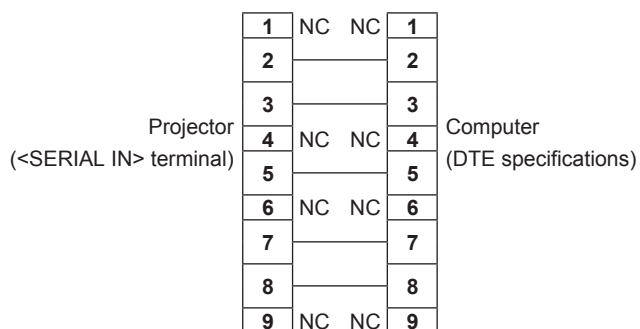 1 NC NC 1
2 2
3 3
Projector
(<SERIAL IN> terminal)
4 NC NC 4
Computer
(DTE specifications)
5 5
6 NC NC 6
7 7
8 8
9 NC NC 9